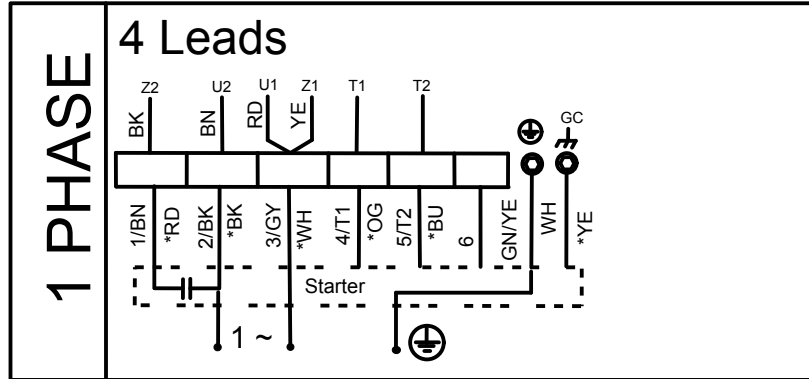 1 PHASE
4 Leads
Z2 U2 U1 Z1 T1 T2 GC
BK BN RD YE
1/BN *RD 2/BK *BK 3/GY *WH 4/T1 *OG 5/T2 *BU 6 GN/YE WH *YE
Starter
1 ~